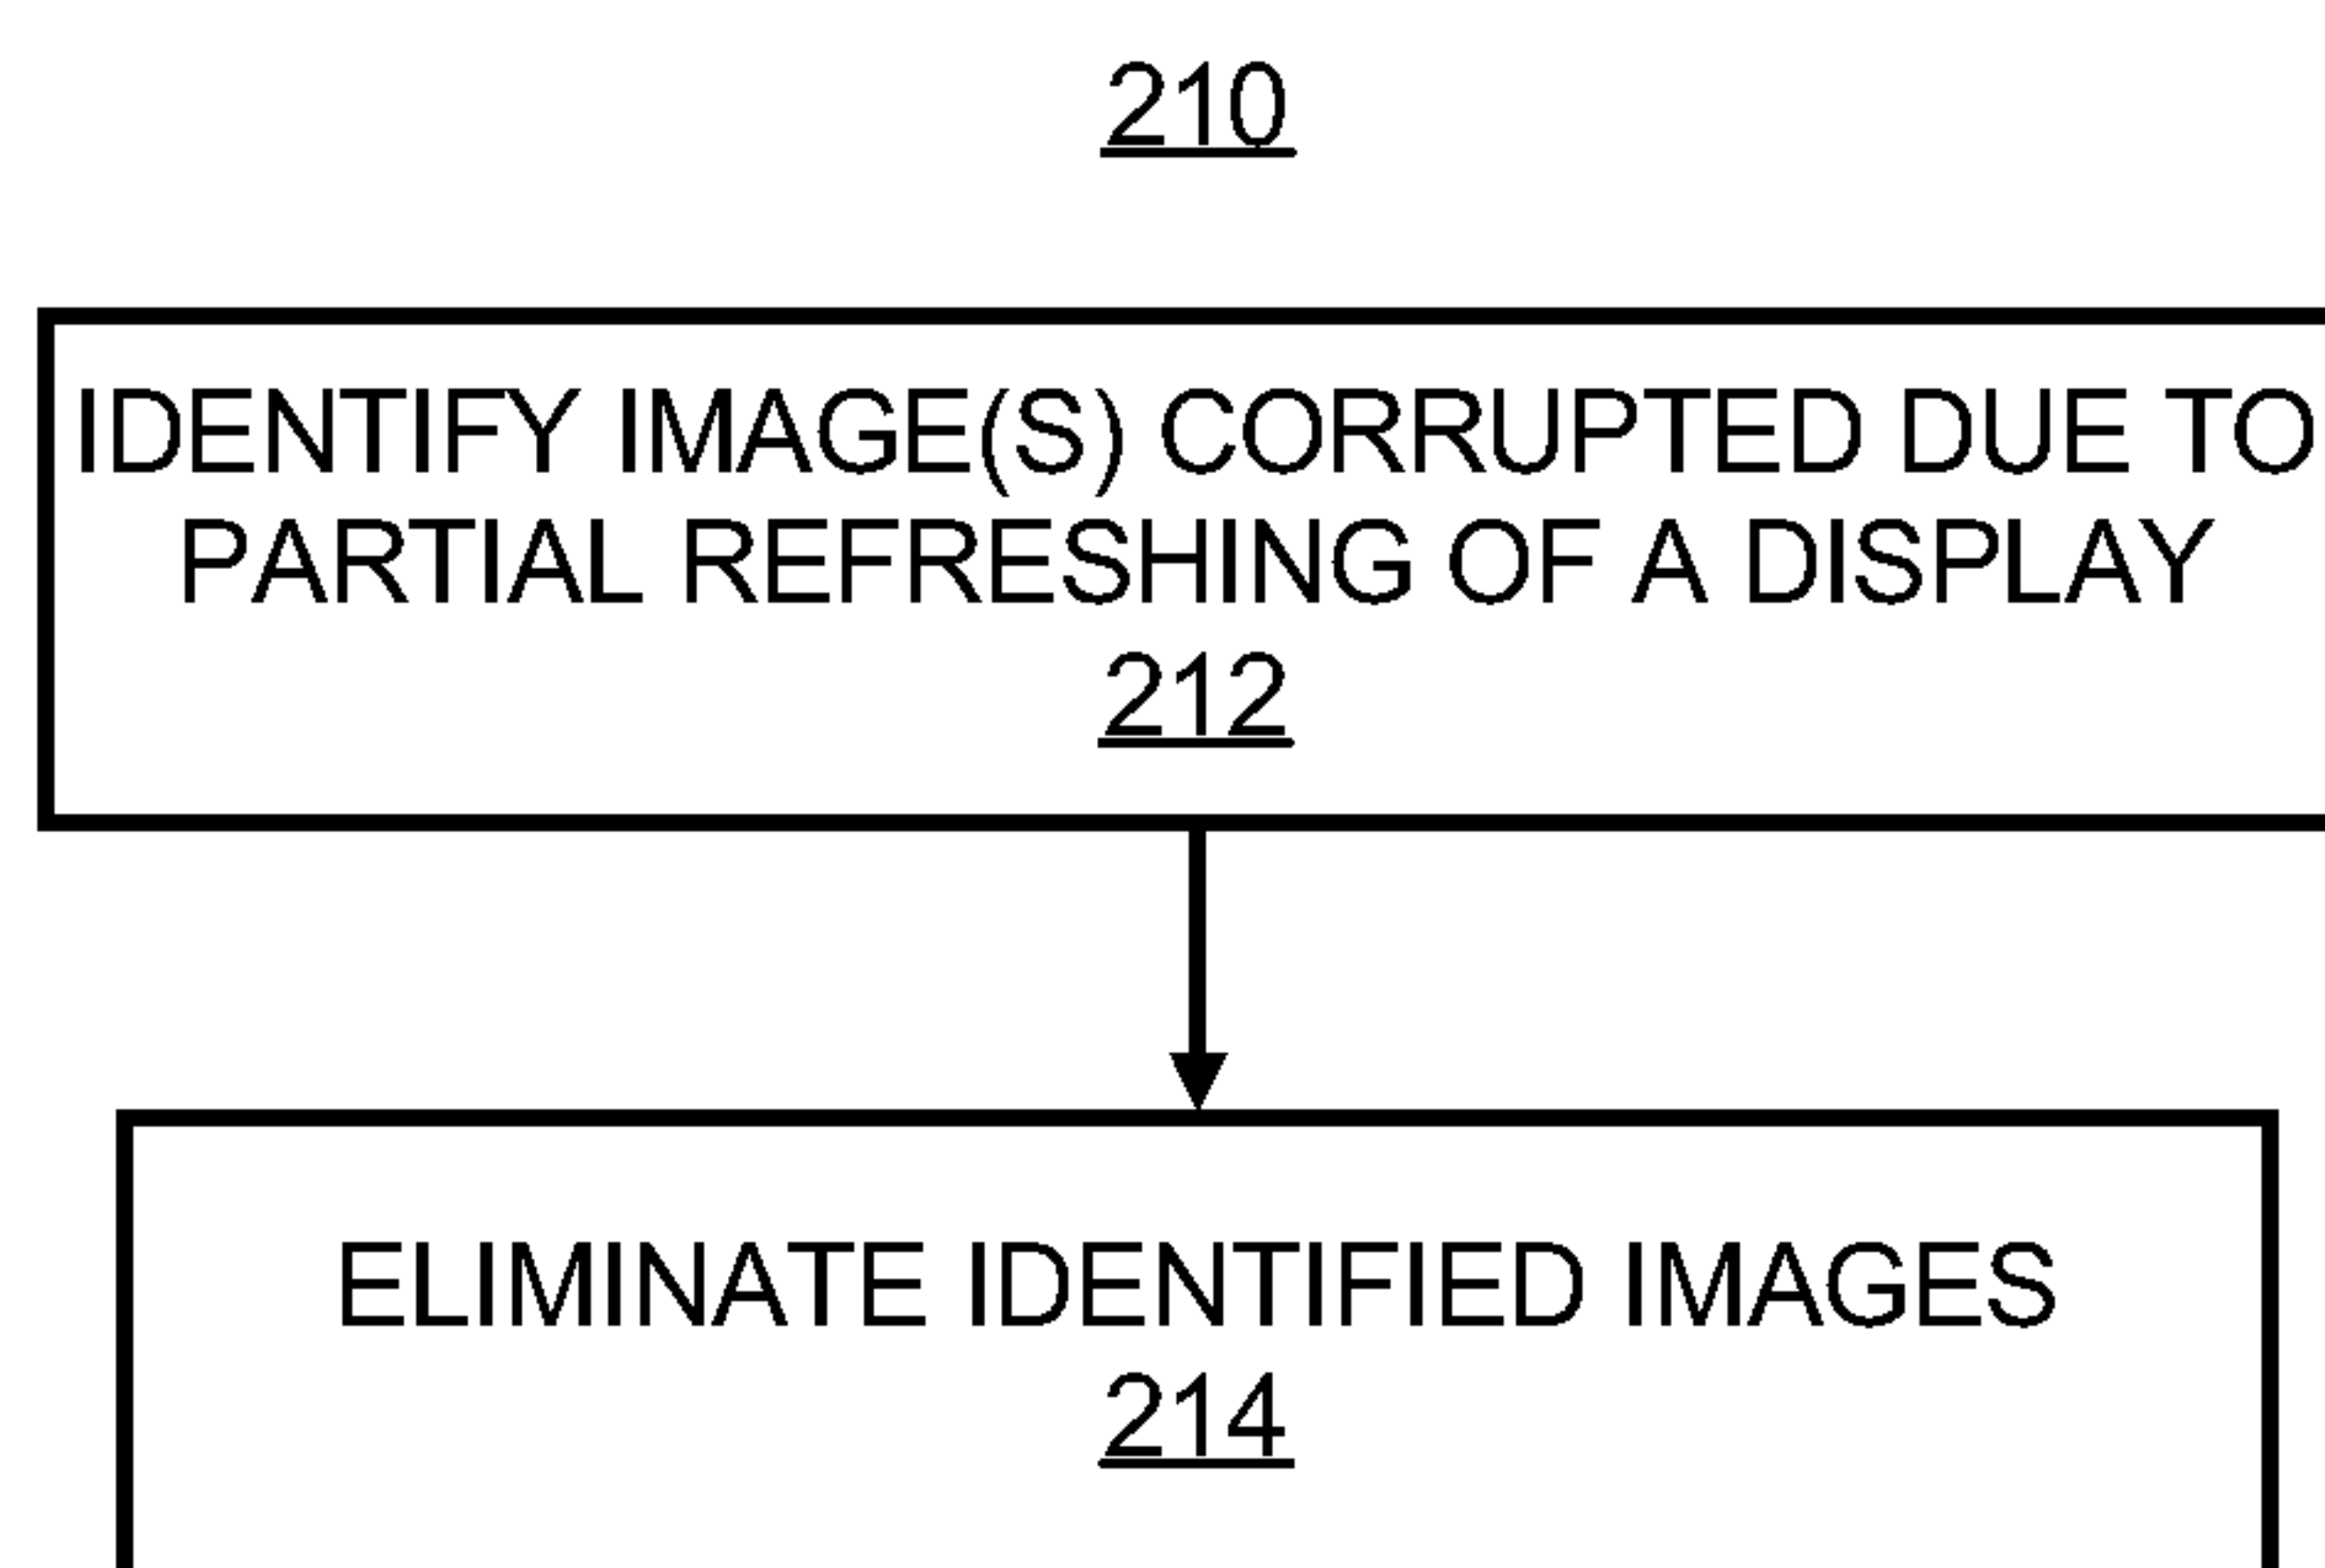 210
IDENTIFY IMAGE(S) CORRUPTED DUE TO
PARTIAL REFRESHING OF A DISPLAY
212
ELIMINATE IDENTIFIED IMAGES
214